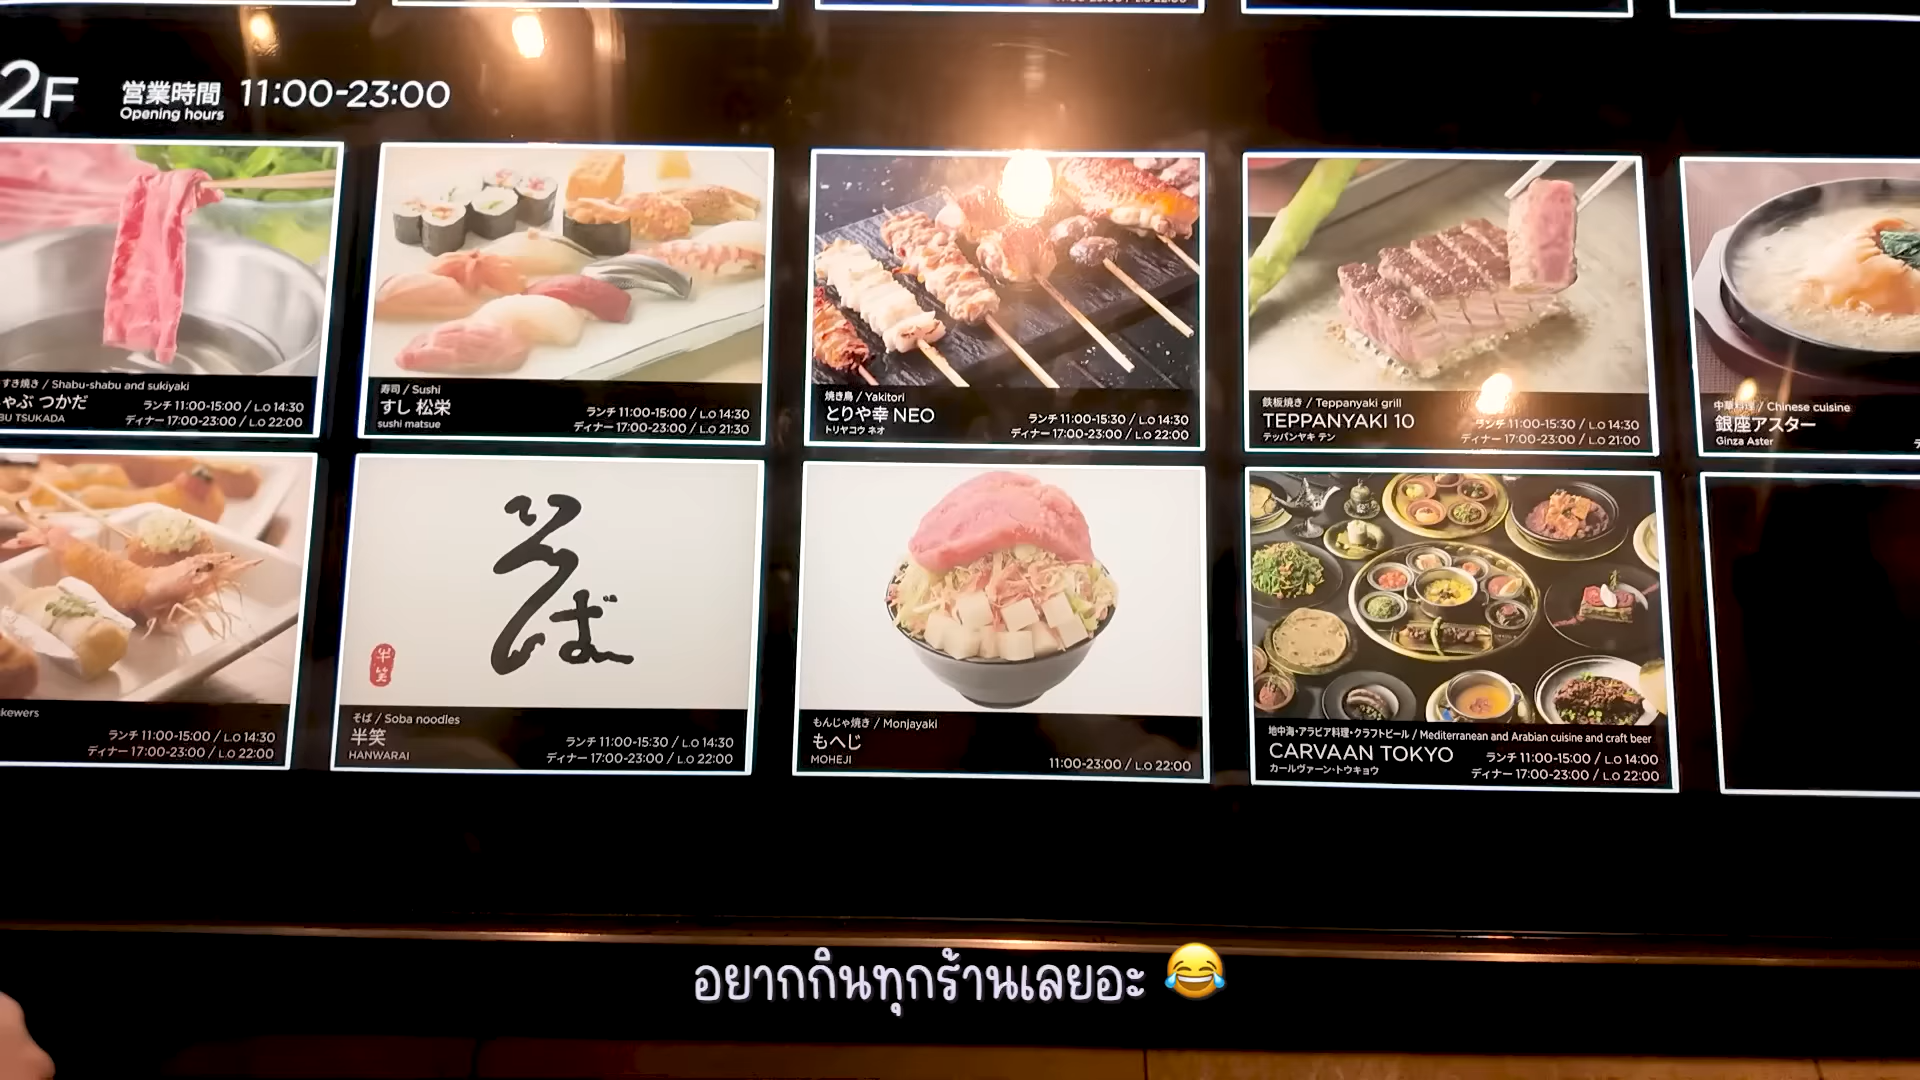 2F 営業時間 11:00-23:00
Opening hours
すき焼き / Shabu-shabu and sukiyaki
ゃぶ つかだ
BU TSUKADA
ランチ 11:00-15:00 / L.O 14:30
ディナー 17:00-23:00 / L.O 22:00
寿司 / Sushi
すし 松栄
sushi matsue
ランチ 11:00-15:00 / L.O 14:30
ディナー 17:00-23:00 / L.O 21:30
焼き鳥 / Yakitori
とりや幸 NEO
トリヤコウ ネオ
ランチ 11:00-15:30 / L.O 14:30
ディナー 17:00-23:00 / L.O 22:00
鉄板焼き / Teppanyaki grill
TEPPANYAKI 10
テッパンヤキ テン
ランチ 11:00-15:30 / L.O 14:30
ディナー 17:00-23:00 / L.O 21:00
中華料理 / Chinese cuisine
銀座アスター
Ginza Aster
kewers
ランチ 11:00-15:00 / L.O 14:30
ディナー 17:00-23:00 / L.O 22:00
そば
半笑
そば / Soba noodles
半笑
HANWARAI
ランチ 11:00-15:30 / L.O 14:30
ディナー 17:00-23:00 / L.O 22:00
もんじゃ焼き / Monjayaki
もへじ
MOHEJI
11:00-23:00 / L.O 22:00
地中海・アラビア料理・クラフトビール / Mediterranean and Arabian cuisine and craft beer
CARVAAN TOKYO
カールヴァーン・トウキョウ
ランチ 11:00-15:00 / L.O 14:00
ディナー 17:00-23:00 / L.O 22:00
อยากกินทุกร้านเลยอะ 😂